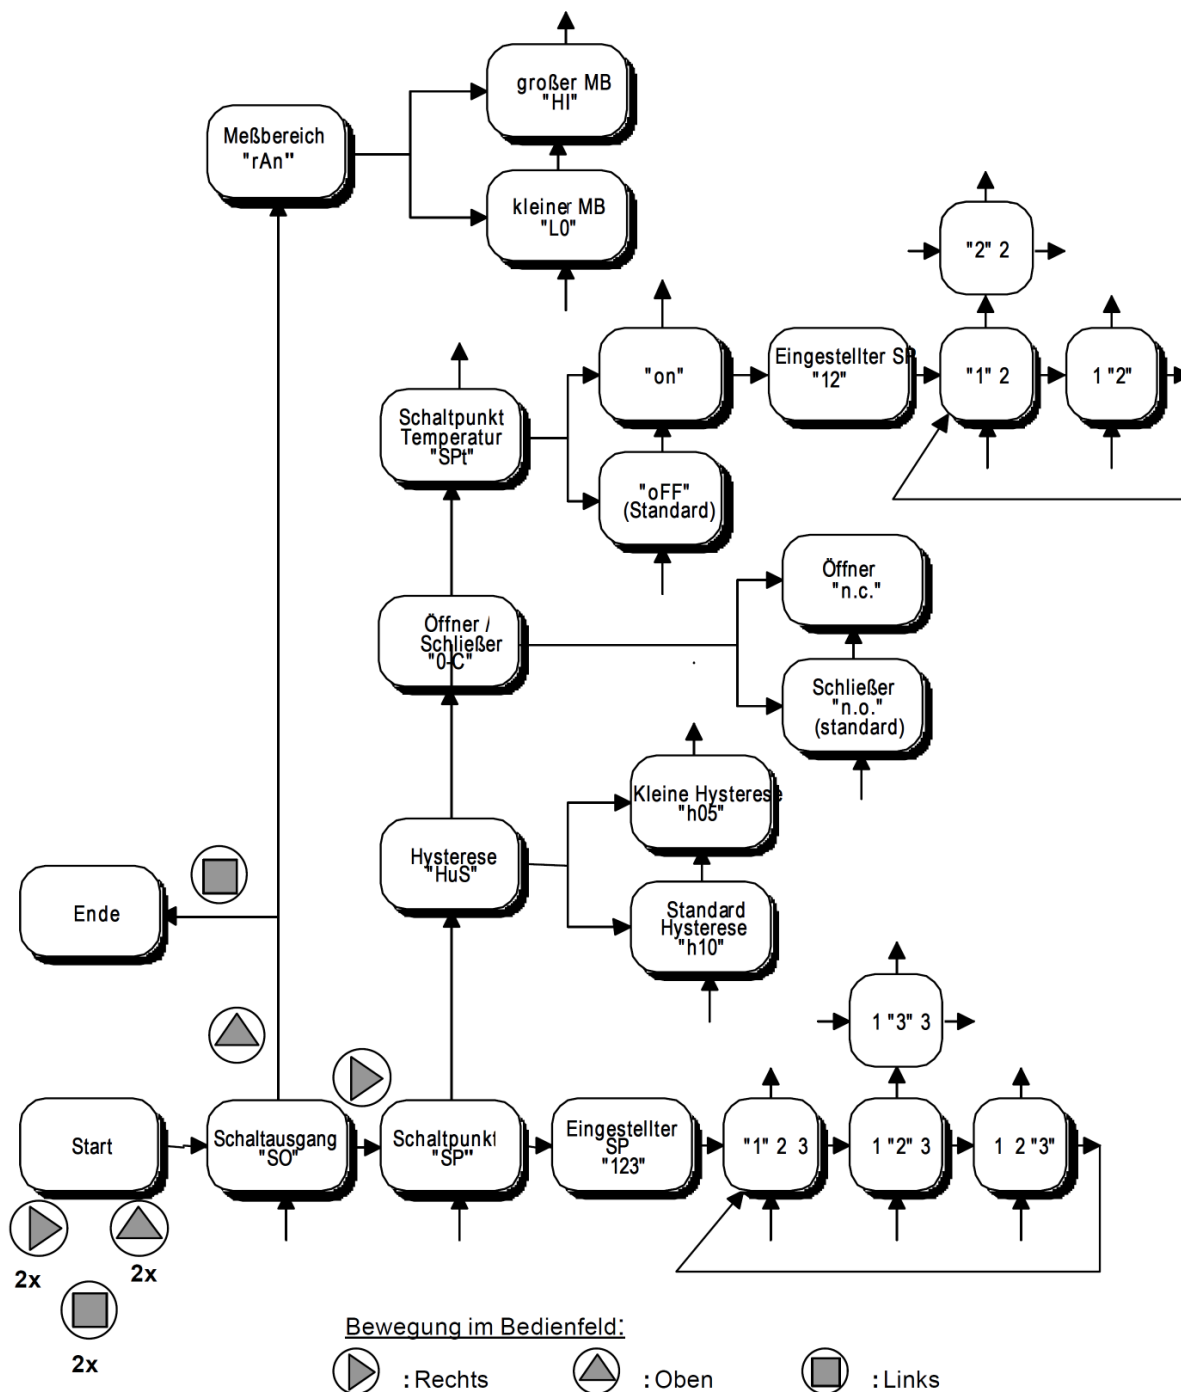 großer MB
"HI"
Meßbereich
"rAn"
kleiner MB
"L0"
"2" 2
"on"
Eingestellter SP
"12"
"1" 2
1 "2"
Schaltpunkt
Temperatur
"SPt"
"oFF"
(Standard)
Öffner
"n.c."
Öffner /
Schließer
"0-C"
Schließer
"n.o."
(standard)
Kleine Hysterese
"h05"
Hysterese
"HuS"
Standard
Hysterese
"h10"
Ende
1 "3" 3
Start
Schaltausgang
"SO"
Schaltpunkt
"SP"
Eingestellter
SP
"123"
"1" 2 3
1 "2" 3
1 2 "3"
2x
2x
2x
Bewegung im Bedienfeld:
:Rechts
:Oben
:Links